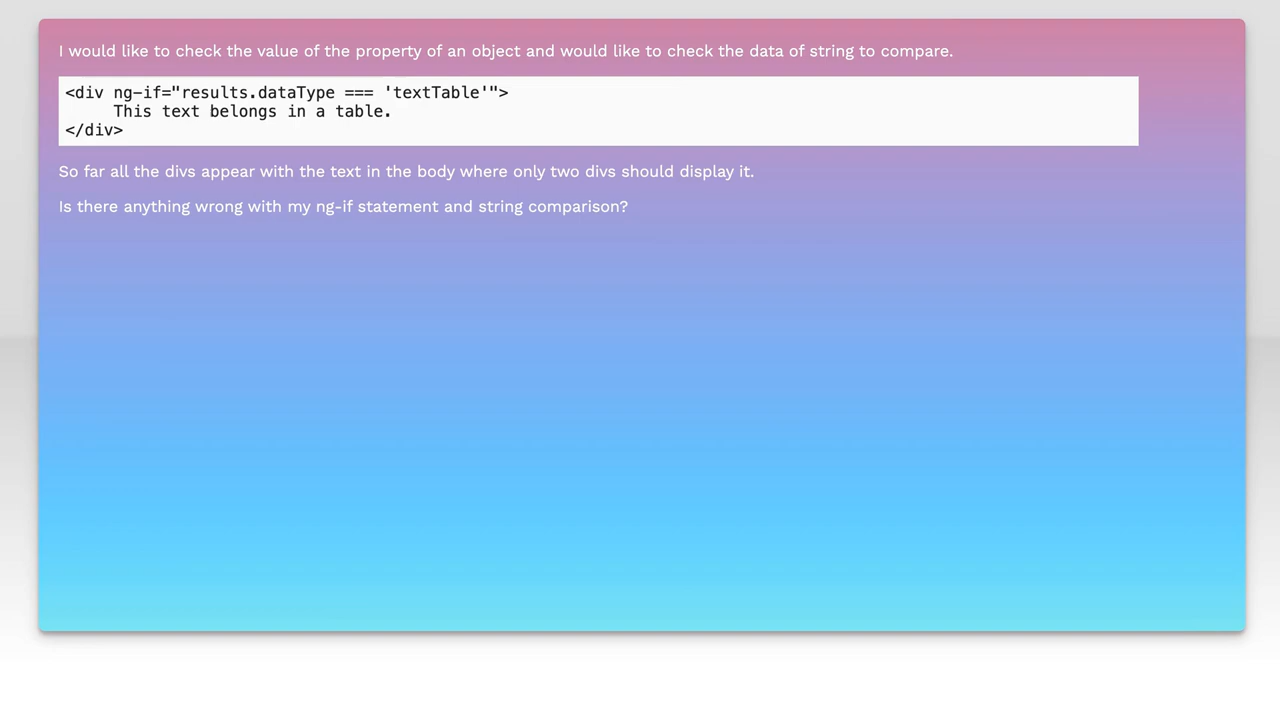 I would like to check the value of the property of an object and would like to check the data of string to compare.
<div ng-if="results.dataType === 'textTable'">
     This text belongs in a table.
</div>
So far all the divs appear with the text in the body where only two divs should display it.
Is there anything wrong with my ng-if statement and string comparison?